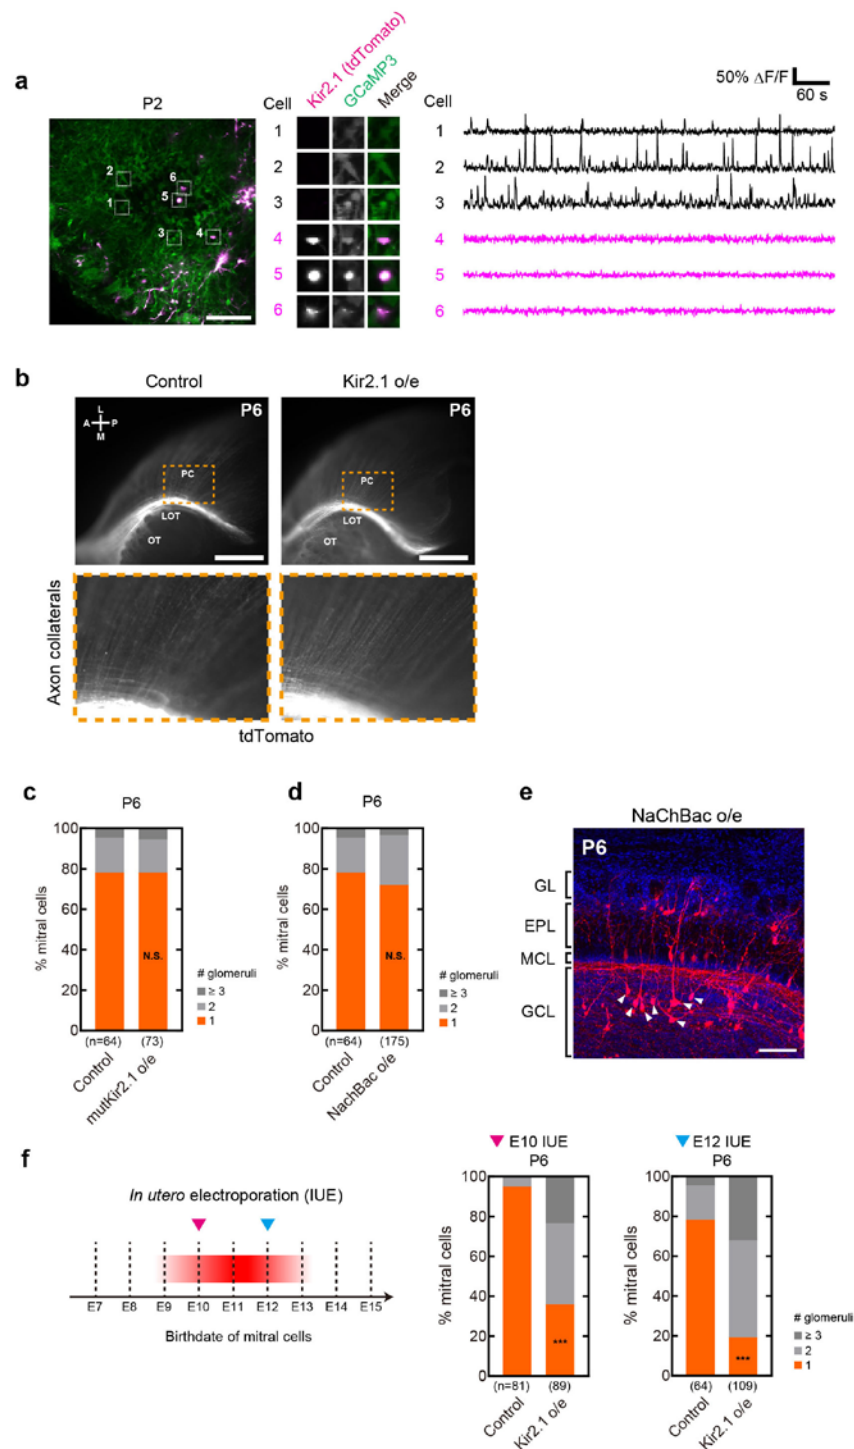 a
P2
Cell
Kir2.1 (tdTomato)
GCaMP3
Merge
Cell
50% ΔF/F
60 s
1
2
3
4
5
6
1
2
3
4
5
6
1
2
3
4
5
6
b
Control
Kir2.1 o/e
L
A P
M
P6
PC
LOT
OT
P6
PC
LOT
OT
Axon collaterals
tdTomato
c
P6
% mitral cells
100
80
60
40
20
0
N.S.
# glomeruli
≥ 3
2
1
(n=64)
(73)
Control
mutKir2.1 o/e
d
P6
% mitral cells
100
80
60
40
20
0
N.S.
# glomeruli
≥ 3
2
1
(n=64)
(175)
Control
NachBac o/e
e
NaChBac o/e
P6
GL
EPL
MCL
GCL
f
In utero electroporation (IUE)
E7
E8
E9
E10
E11
E12
E13
E14
E15
Birthdate of mitral cells
E10 IUE
P6
% mitral cells
100
80
60
40
20
0
***
(n=81)
(89)
Control
Kir2.1 o/e
E12 IUE
P6
% mitral cells
100
80
60
40
20
0
***
(64)
(109)
Control
Kir2.1 o/e
# glomeruli
≥ 3
2
1